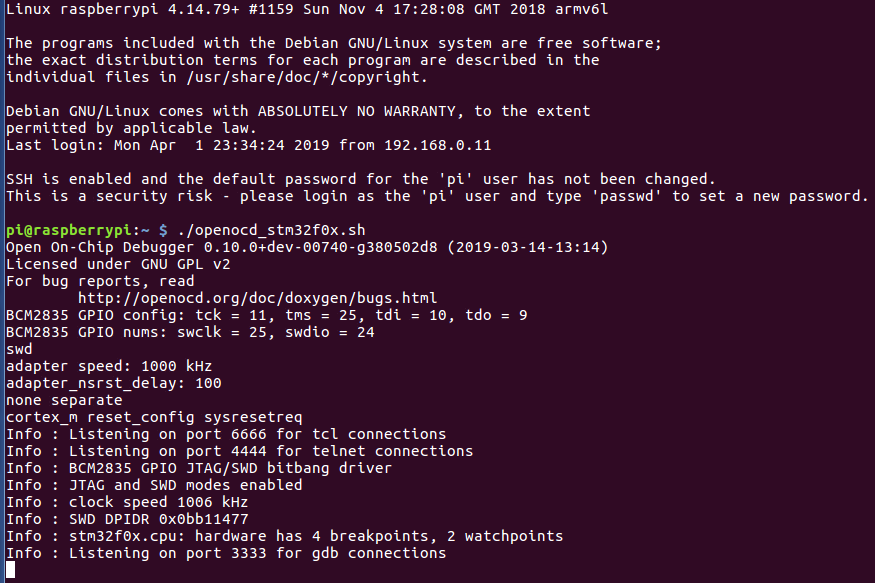 Linux raspberrypi 4.14.79+ #1159 Sun Nov 4 17:28:08 GMT 2018 armv6l
The programs included with the Debian GNU/Linux system are free software;
the exact distribution terms for each program are described in the
individual files in /usr/share/doc/*/copyright.
Debian GNU/Linux comes with ABSOLUTELY NO WARRANTY, to the extent
permitted by applicable law.
Last login: Mon Apr  1 23:34:24 2019 from 192.168.0.11
SSH is enabled and the default password for the 'pi' user has not been changed.
This is a security risk - please login as the 'pi' user and type 'passwd' to set a new password.
pi@raspberrypi:~ $ ./openocd_stm32f0x.sh
Open On-Chip Debugger 0.10.0+dev-00740-g380502d8 (2019-03-14-13:14)
Licensed under GNU GPL v2
For bug reports, read
        http://openocd.org/doc/doxygen/bugs.html
BCM2835 GPIO config: tck = 11, tms = 25, tdi = 10, tdo = 9
BCM2835 GPIO nums: swclk = 25, swdio = 24
swd
adapter speed: 1000 kHz
adapter_nsrst_delay: 100
none separate
cortex_m reset_config sysresetreq
Info : Listening on port 6666 for tcl connections
Info : Listening on port 4444 for telnet connections
Info : BCM2835 GPIO JTAG/SWD bitbang driver
Info : JTAG and SWD modes enabled
Info : clock speed 1006 kHz
Info : SWD DPIDR 0x0bb11477
Info : stm32f0x.cpu: hardware has 4 breakpoints, 2 watchpoints
Info : Listening on port 3333 for gdb connections